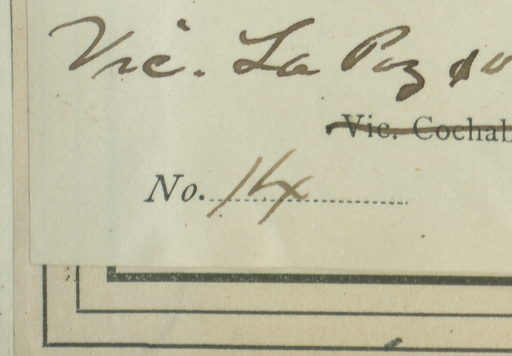 Vic. La Paz
Vic. Cochab
No. 14